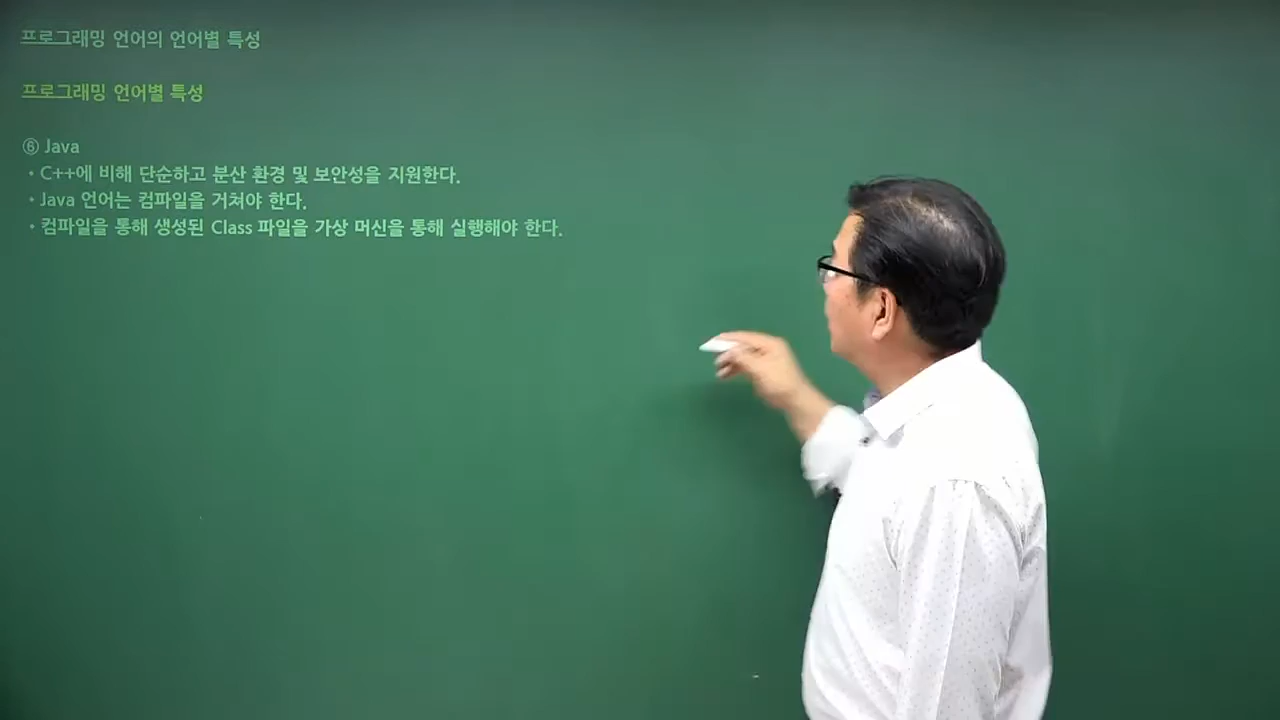 프로그래밍 언어의 언어별 특성
프로그래밍 언어별 특성
⑥ Java
• C++에 비해 단순하고 분산 환경 및 보안성을 지원한다.
• Java 언어는 컴파일을 거쳐야 한다.
• 컴파일을 통해 생성된 Class 파일을 가상 머신을 통해 실행해야 한다.